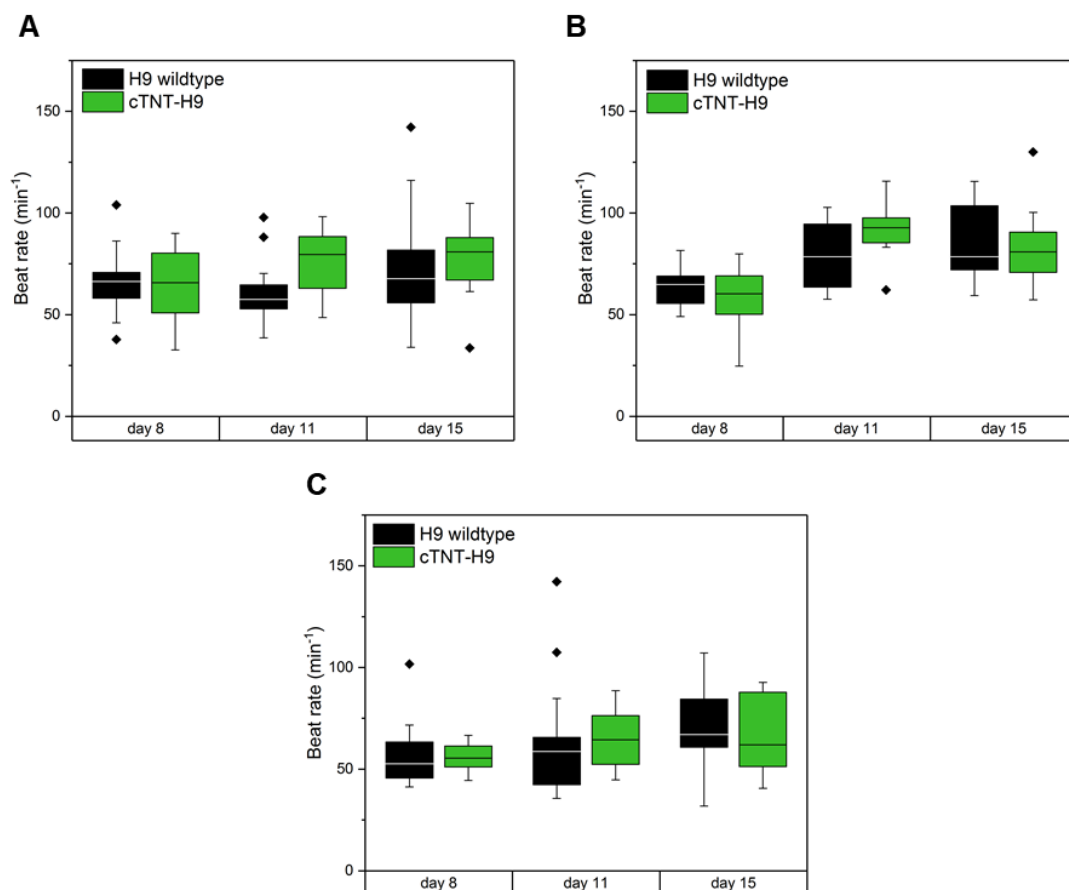 A
H9 wildtype
cTNT-H9
Beat rate (min⁻¹)
150
100
50
0
day 8 day 11 day 15
B
H9 wildtype
cTNT-H9
Beat rate (min⁻¹)
150
100
50
0
day 8 day 11 day 15
C
H9 wildtype
cTNT-H9
Beat rate (min⁻¹)
150
100
50
0
day 8 day 11 day 15